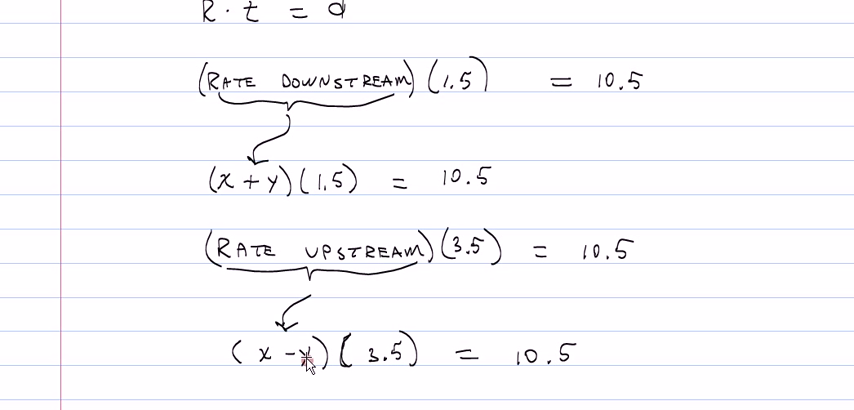 R · t = d
(RATE DOWNSTREAM)(1.5) = 10.5
(x + y)(1.5) = 10.5
(RATE UPSTREAM)(3.5) = 10.5
(x - y)(3.5) = 10.5